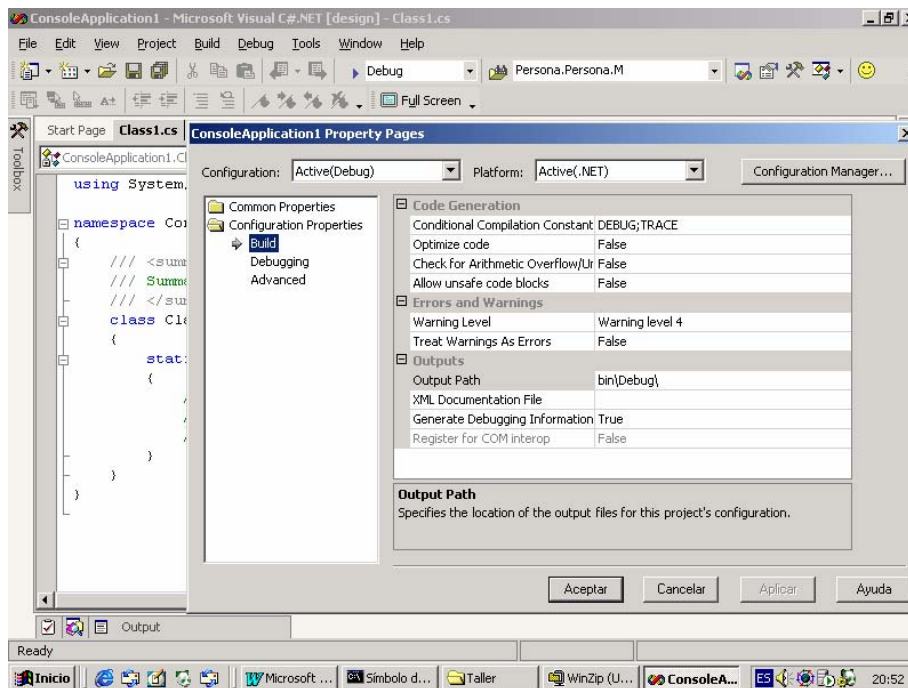 ConsoleApplication1 - Microsoft Visual C#.NET [design] - Class1.cs
File Edit View Project Build Debug Tools Window Help
Debug Persona.Persona.M
Full Screen
Toolbox
Start Page Class1.cs
ConsoleApplication1 Property Pages
ConsoleApplication1.Cl
Configuration: Active(Debug) Platform: Active(.NET) Configuration Manager...
using System
namespace Con
{
/// <summ
/// Summa
/// </sum
class Cla
{
stati
{
}
}
}
Common Properties
Configuration Properties
Build
Debugging
Advanced
Code Generation
Conditional Compilation Constant DEBUG;TRACE
Optimize code False
Check for Arithmetic Overflow/Ur False
Allow unsafe code blocks False
Errors and Warnings
Warning Level Warning level 4
Treat Warnings As Errors False
Outputs
Output Path bin\Debug\
XML Documentation File
Generate Debugging Information True
Register for COM interop False
Output Path
Specifies the location of the output files for this project's configuration.
Aceptar Cancelar Aplicar Ayuda
Output
Ready
Inicio Microsoft ... Símbolo d... Taller WinZip (U... ConsoleA... ES 20:52